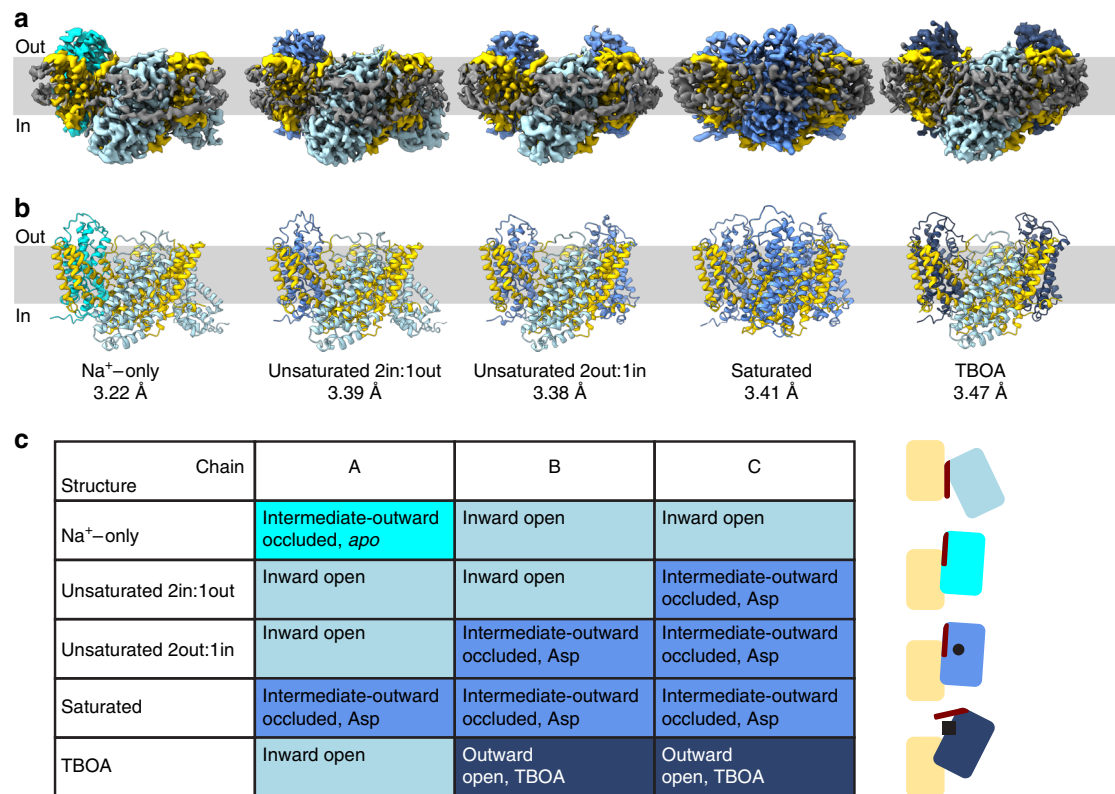 a
Out
In
b
Out
In
Na⁺–only
3.22 Å
Unsaturated 2in:1out
3.39 Å
Unsaturated 2out:1in
3.38 Å
Saturated
3.41 Å
TBOA
3.47 Å
c
Chain
Structure
A
B
C
Na⁺–only
Intermediate-outward
occluded, apo
Inward open
Inward open
Unsaturated 2in:1out
Inward open
Inward open
Intermediate-outward
occluded, Asp
Unsaturated 2out:1in
Inward open
Intermediate-outward
occluded, Asp
Intermediate-outward
occluded, Asp
Saturated
Intermediate-outward
occluded, Asp
Intermediate-outward
occluded, Asp
Intermediate-outward
occluded, Asp
TBOA
Inward open
Outward
open, TBOA
Outward
open, TBOA